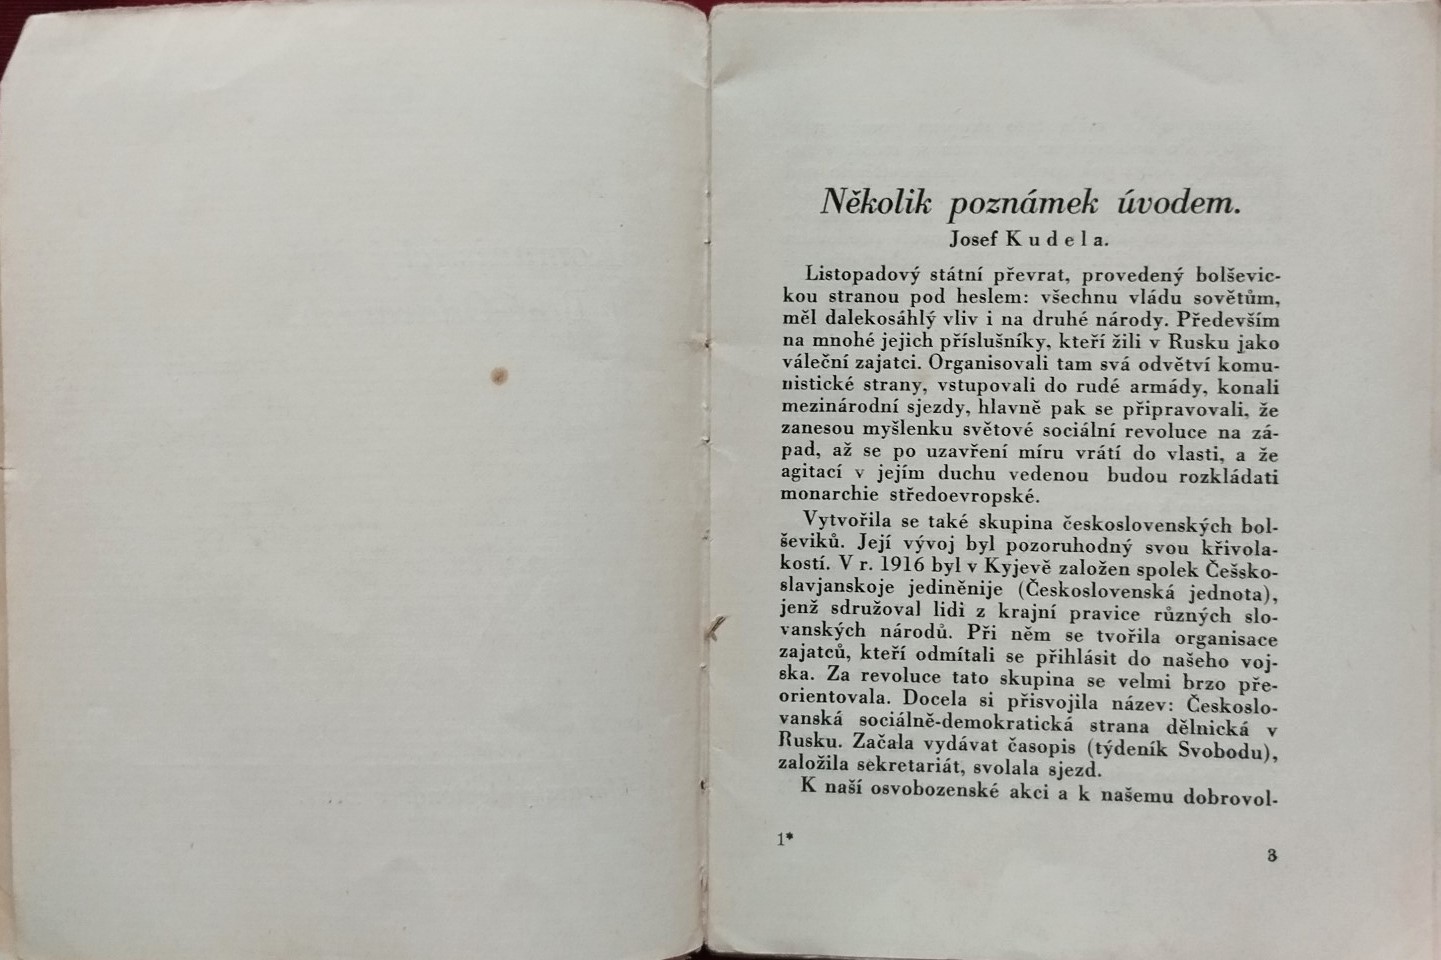 Několik poznámek úvodem.
Josef Kudela.
Listopadový státní převrat, provedený bolševic-
kou stranou pod heslem: všechnu vládu sovětům,
měl dalekosáhlý vliv i na druhé národy. Především
na mnohé jejich příslušníky, kteří žili v Rusku jako
váleční zajatci. Organisovali tam svá odvětví komu-
nistické strany, vstupovali do rudé armády, konali
mezinárodní sjezdy, hlavně pak se připravovali, že
zanesou myšlenku světové sociální revoluce na zá-
pad, až se po uzavření míru vrátí do vlasti, a že
agitací v jejím duchu vedenou budou rozkládati
monarchie středoevropské.
Vytvořila se také skupina československých bol-
ševiků. Její vývoj byl pozoruhodný svou křivola-
kostí. V r. 1916 byl v Kyjevě založen spolek Češsko-
slavjanskoje jediněnije (Československá jednota),
jenž sdružoval lidi z krajní pravice různých slo-
vanských národů. Při něm se tvořila organisace
zajatců, kteří odmítali se přihlásit do našeho voj-
ska. Za revoluce tato skupina se velmi brzo pře-
orientovala. Docela si přisvojila název: Českoslo-
vanská sociálně-demokratická strana dělnická v
Rusku. Začala vydávat časopis (týdeník Svobodu),
založila sekretariát, svolala sjezd.
K naší osvobozenské akci a k našemu dobrovol-
1*
3